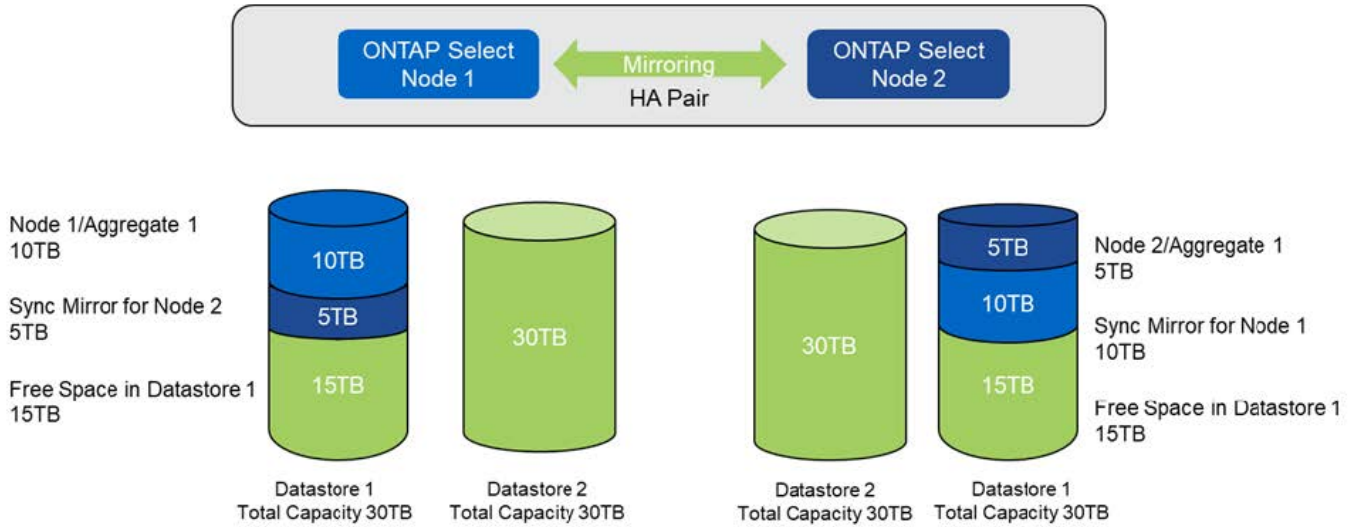 ONTAP Select
Node 1
Mirroring
HA Pair
ONTAP Select
Node 2
Node 1/Aggregate 1
10TB
Sync Mirror for Node 2
5TB
Free Space in Datastore 1
15TB
10TB
5TB
15TB
Datastore 1
Total Capacity 30TB
30TB
Datastore 2
Total Capacity 30TB
30TB
Datastore 2
Total Capacity 30TB
5TB
10TB
15TB
Datastore 1
Total Capacity 30TB
Node 2/Aggregate 1
5TB
Sync Mirror for Node 1
10TB
Free Space in Datastore 1
15TB